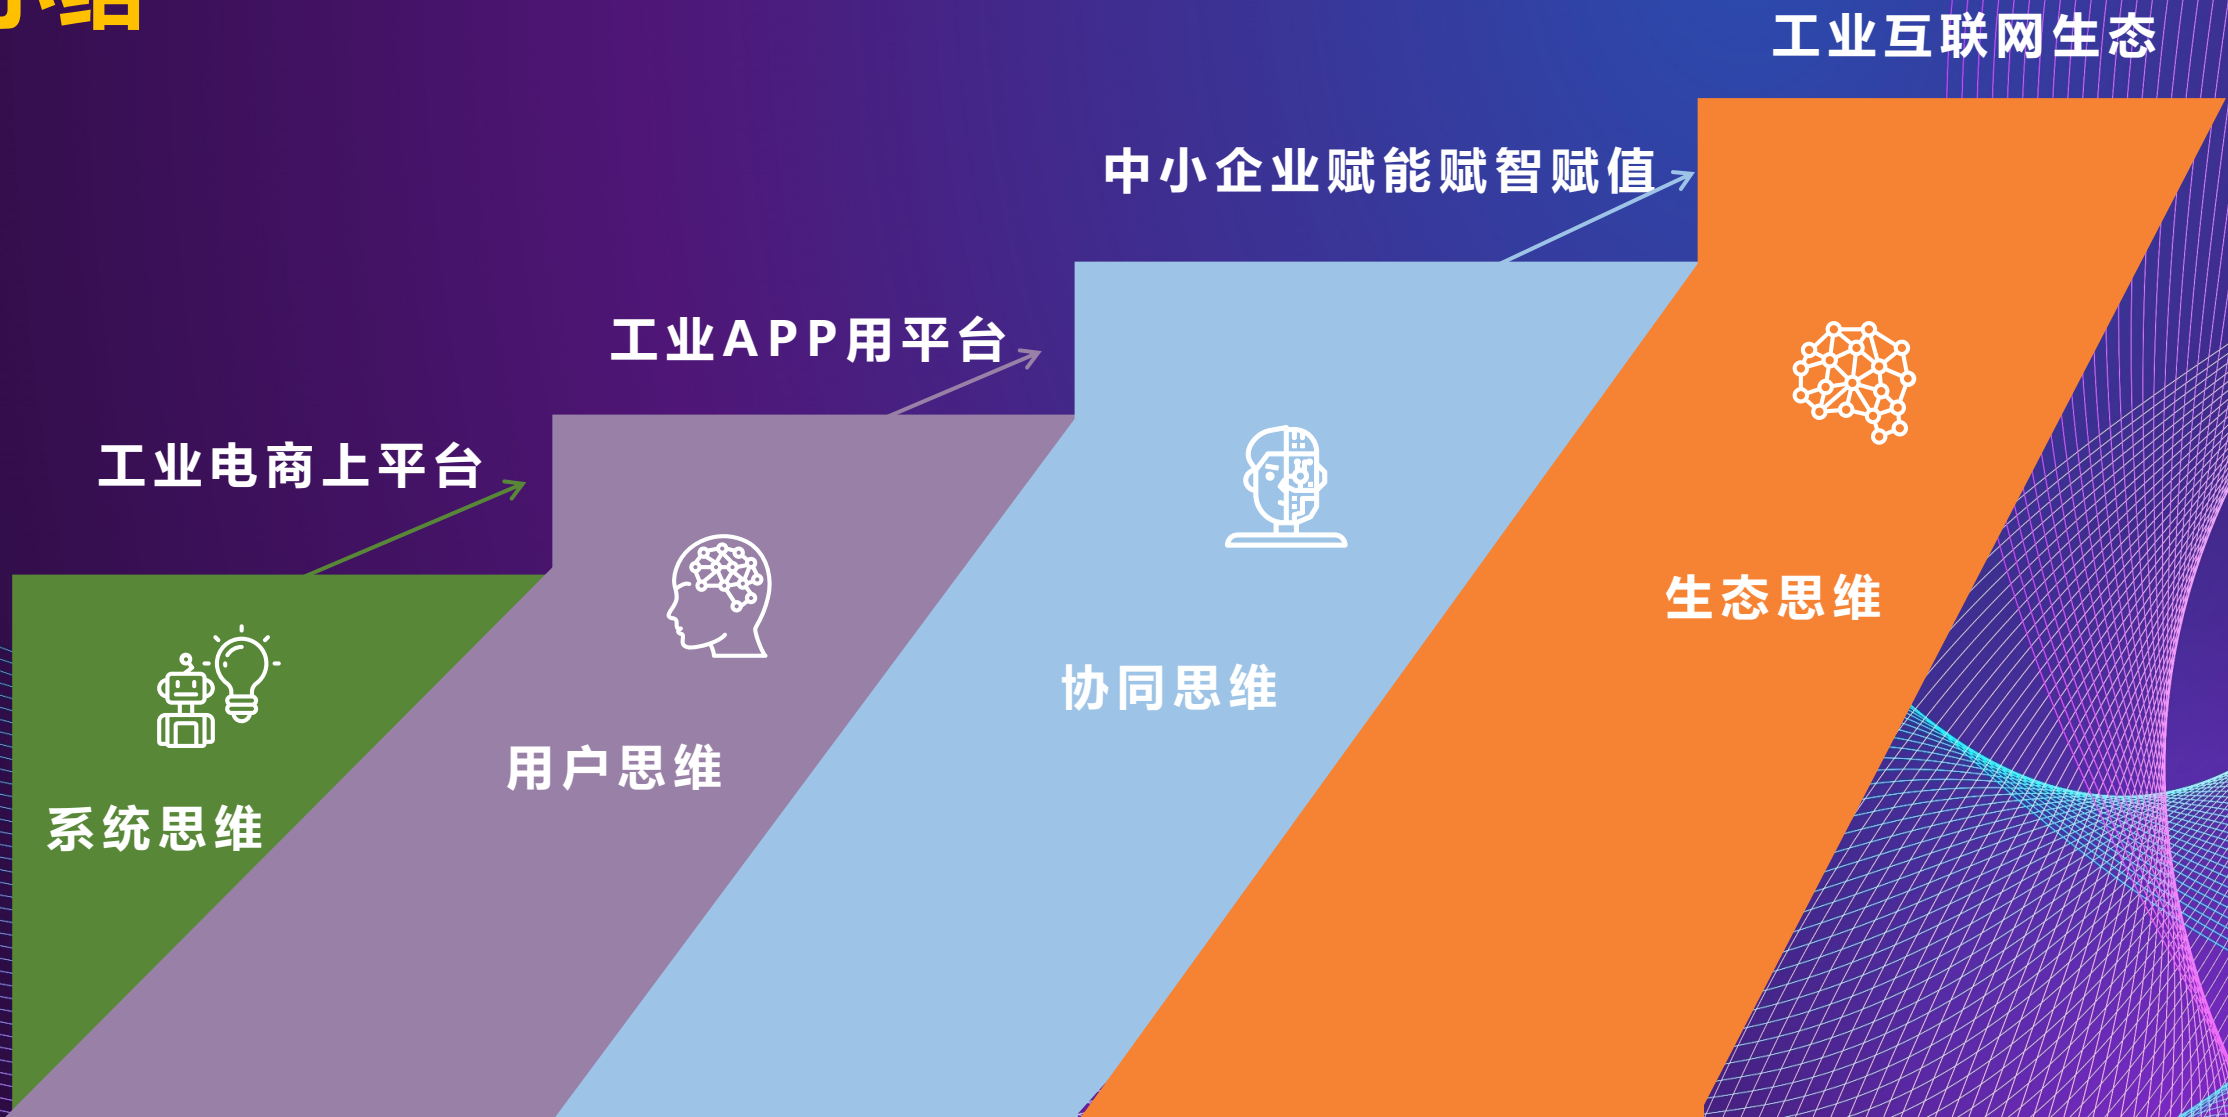 工业互联网生态
中小企业赋能赋智赋值
工业APP用平台
工业电商上平台
生态思维
协同思维
用户思维
系统思维